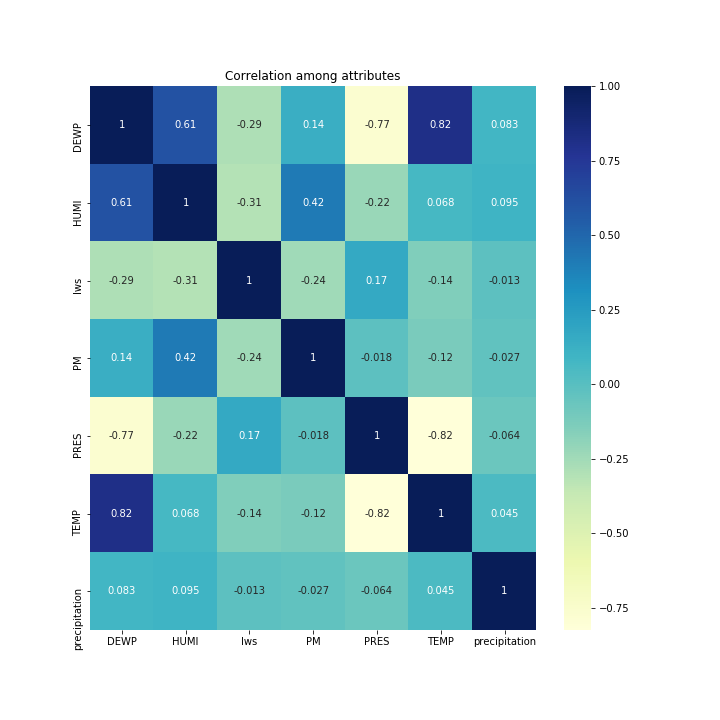 Correlation among attributes
DEWP 1 0.61 -0.29 0.14 -0.77 0.82 0.083
HUMI 0.61 1 -0.31 0.42 -0.22 0.068 0.095
Iws -0.29 -0.31 1 -0.24 0.17 -0.14 -0.013
PM 0.14 0.42 -0.24 1 -0.018 -0.12 -0.027
PRES -0.77 -0.22 0.17 -0.018 1 -0.82 -0.064
TEMP 0.82 0.068 -0.14 -0.12 -0.82 1 0.045
precipitation 0.083 0.095 -0.013 -0.027 -0.064 0.045 1
DEWP HUMI Iws PM PRES TEMP precipitation
1.00
0.75
0.50
0.25
0.00
−0.25
−0.50
−0.75